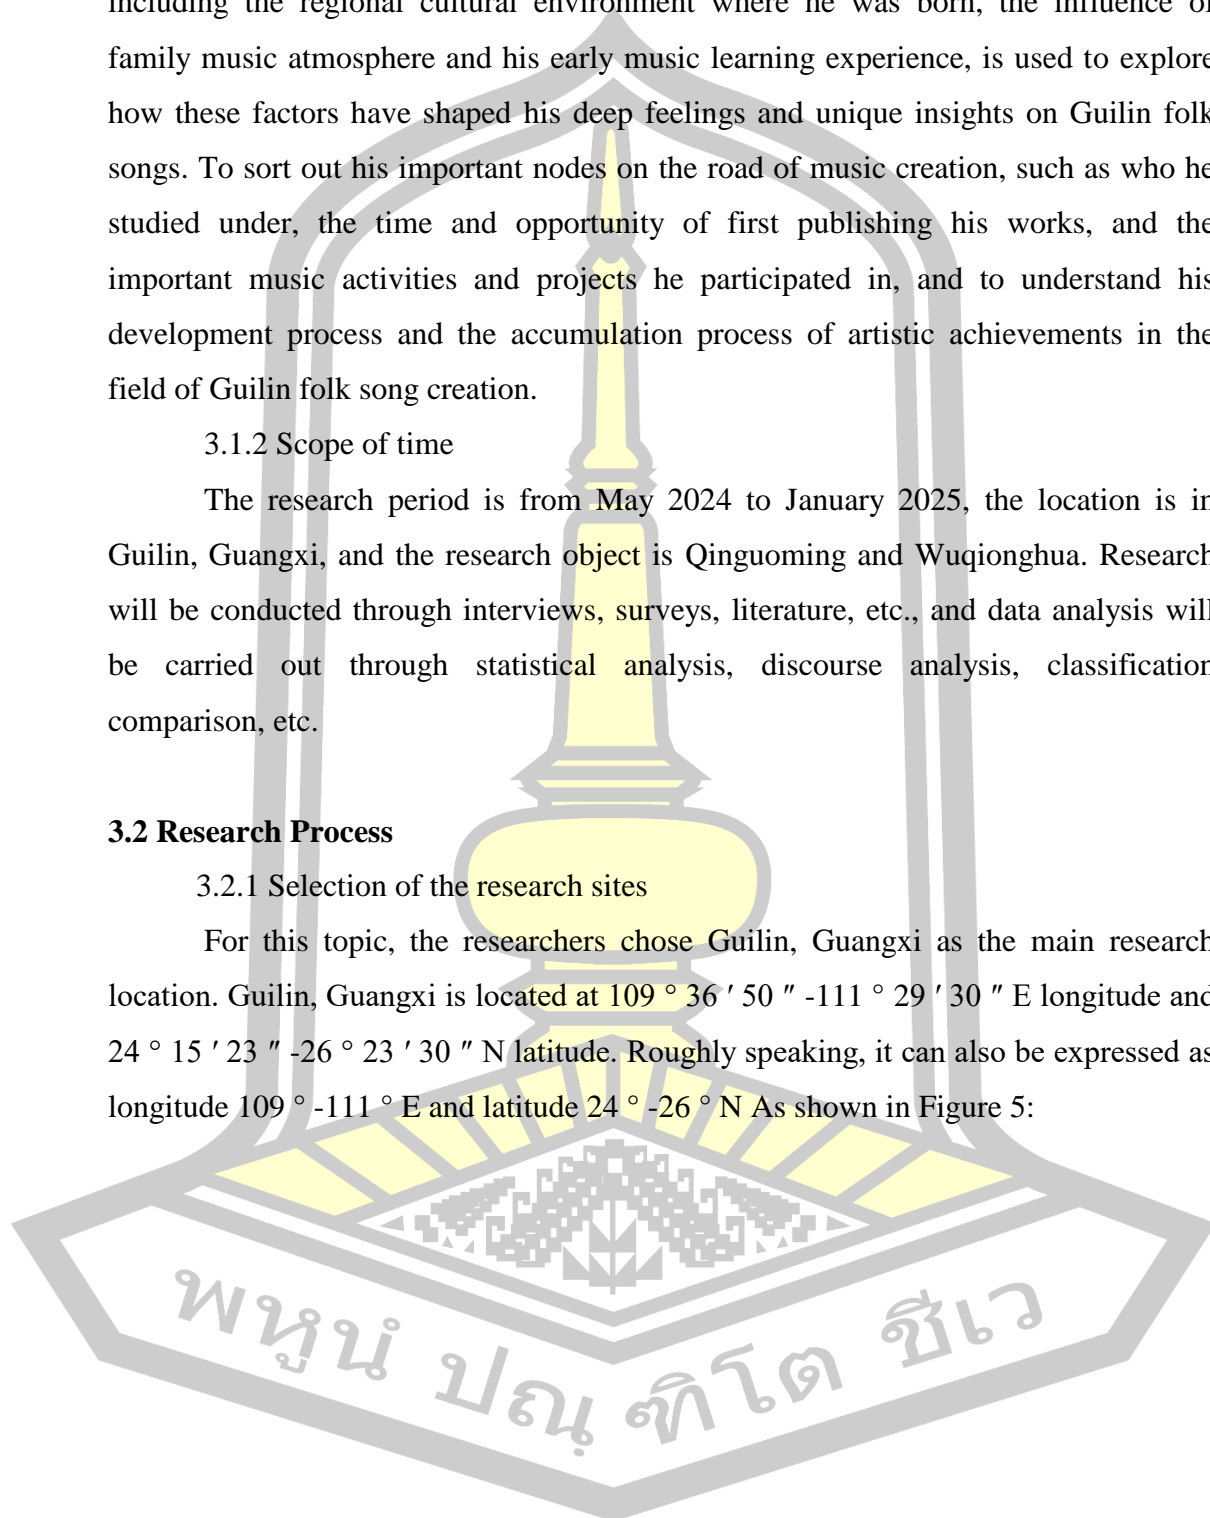 including the regional cultural environment where he was born, the influence of
family music atmosphere and his early music learning experience, is used to explore
how these factors have shaped his deep feelings and unique insights on Guilin folk
songs. To sort out his important nodes on the road of music creation, such as who he
studied under, the time and opportunity of first publishing his works, and the
important music activities and projects he participated in, and to understand his
development process and the accumulation process of artistic achievements in the
field of Guilin folk song creation.
3.1.2 Scope of time
The research period is from May 2024 to January 2025, the location is in
Guilin, Guangxi, and the research object is Qinguoming and Wuqionghua. Research
will be conducted through interviews, surveys, literature, etc., and data analysis will
be carried out through statistical analysis, discourse analysis, classification
comparison, etc.
3.2 Research Process
3.2.1 Selection of the research sites
For this topic, the researchers chose Guilin, Guangxi as the main research
location. Guilin, Guangxi is located at 109 ° 36 ′ 50 ″ -111 ° 29 ′ 30 ″ E longitude and
24 ° 15 ′ 23 ″ -26 ° 23 ′ 30 ″ N latitude. Roughly speaking, it can also be expressed as
longitude 109 ° -111 ° E and latitude 24 ° -26 ° N As shown in Figure 5:
พหูนํ ปณฺฑิโต ชีเว